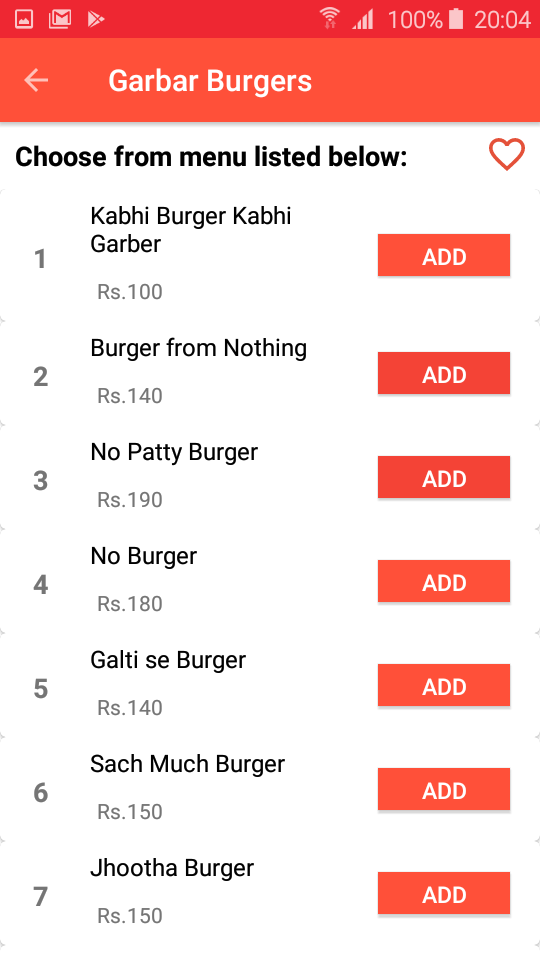 100% 20:04
Garbar Burgers
Choose from menu listed below:
Kabhi Burger Kabhi
Garber
1
ADD
Rs.100
Burger from Nothing
2
ADD
Rs.140
No Patty Burger
3
ADD
Rs.190
No Burger
4
ADD
Rs.180
Galti se Burger
5
ADD
Rs.140
Sach Much Burger
6
ADD
Rs.150
Jhootha Burger
7
ADD
Rs.150